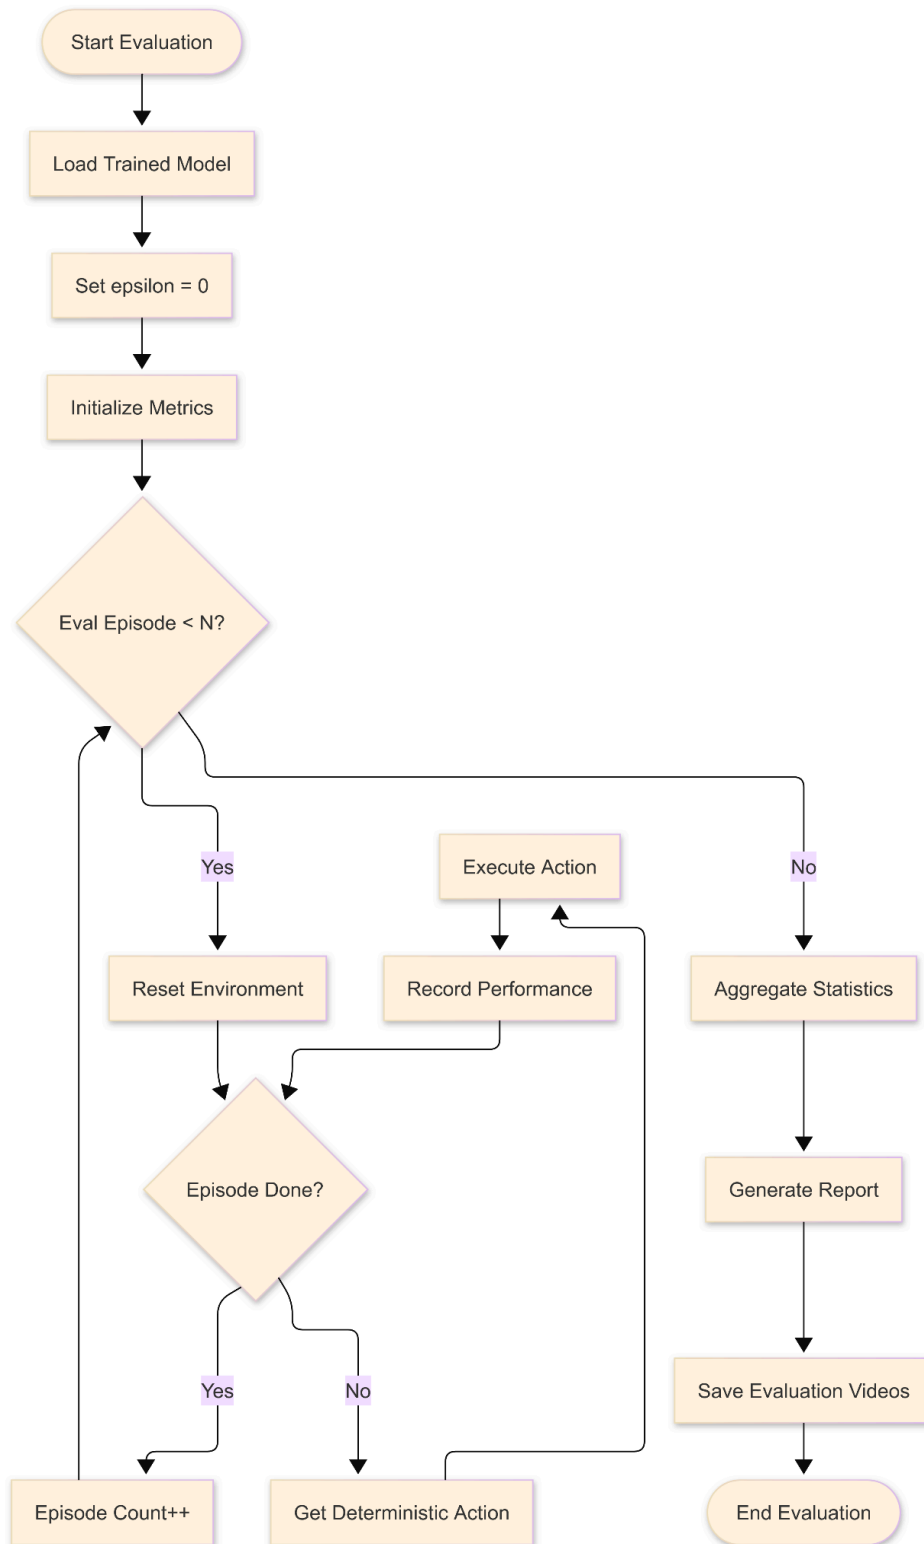 Start Evaluation
Load Trained Model
Set epsilon = 0
Initialize Metrics
Eval Episode < N?
Yes
Execute Action
No
Reset Environment
Record Performance
Aggregate Statistics
Episode Done?
Generate Report
Yes
No
Save Evaluation Videos
Episode Count++
Get Deterministic Action
End Evaluation